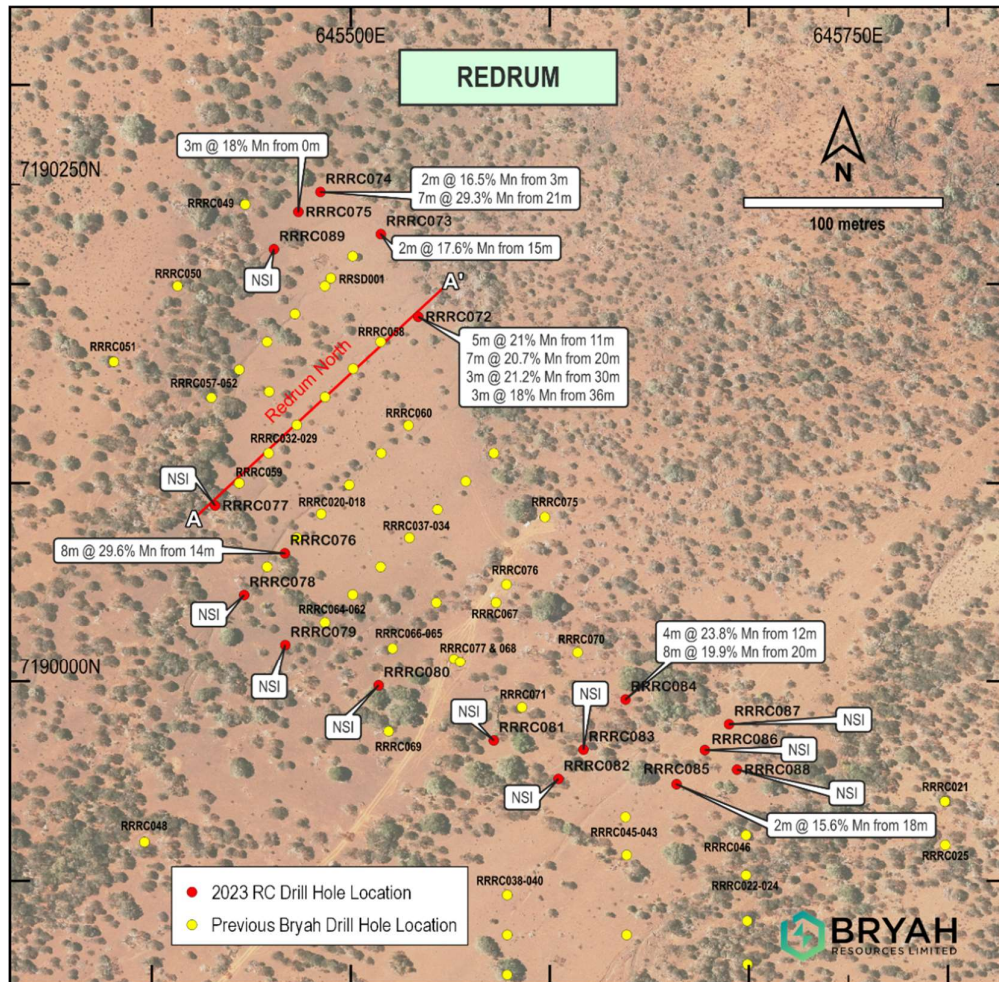 645500E
645750E
REDRUM
3m @ 18% Mn from 0m
7190250N
RRRC074
2m @ 16.5% Mn from 3m
7m @ 29.3% Mn from 21m
N
RRRC049
RRRC075
RRRC073
100 metres
RRRC089
2m @ 17.6% Mn from 15m
NSI
RRSD001
RRRC050
A'
RRRC072
RRRC058
5m @ 21% Mn from 11m
7m @ 20.7% Mn from 20m
3m @ 21.2% Mn from 30m
3m @ 18% Mn from 36m
RRRC051
Redrum North
RRRC057-052
RRRC060
RRRC032-029
RRRC059
NSI
RRRC077
A
RRRC020-018
RRRC075
RRRC037-034
8m @ 29.6% Mn from 14m
RRRC076
RRRC076
RRRC078
NSI
RRRC067
RRRC064-062
RRRC079
RRRC066-065
RRRC077 & 068
RRRC070
4m @ 23.8% Mn from 12m
8m @ 19.9% Mn from 20m
NSI
7190000N
RRRC080
NSI
RRRC071
NSI
NSI
RRRC084
RRRC081
RRRC083
RRRC087
NSI
RRRC069
RRRC086
NSI
RRRC082
NSI
RRRC085
RRRC088
NSI
RRRC021
2m @ 15.6% Mn from 18m
RRRC048
RRRC045-043
RRRC046
RRRC025
RRRC038-040
RRRC022-024
2023 RC Drill Hole Location
Previous Bryah Drill Hole Location
BRYAH
RESOURCES LIMITED